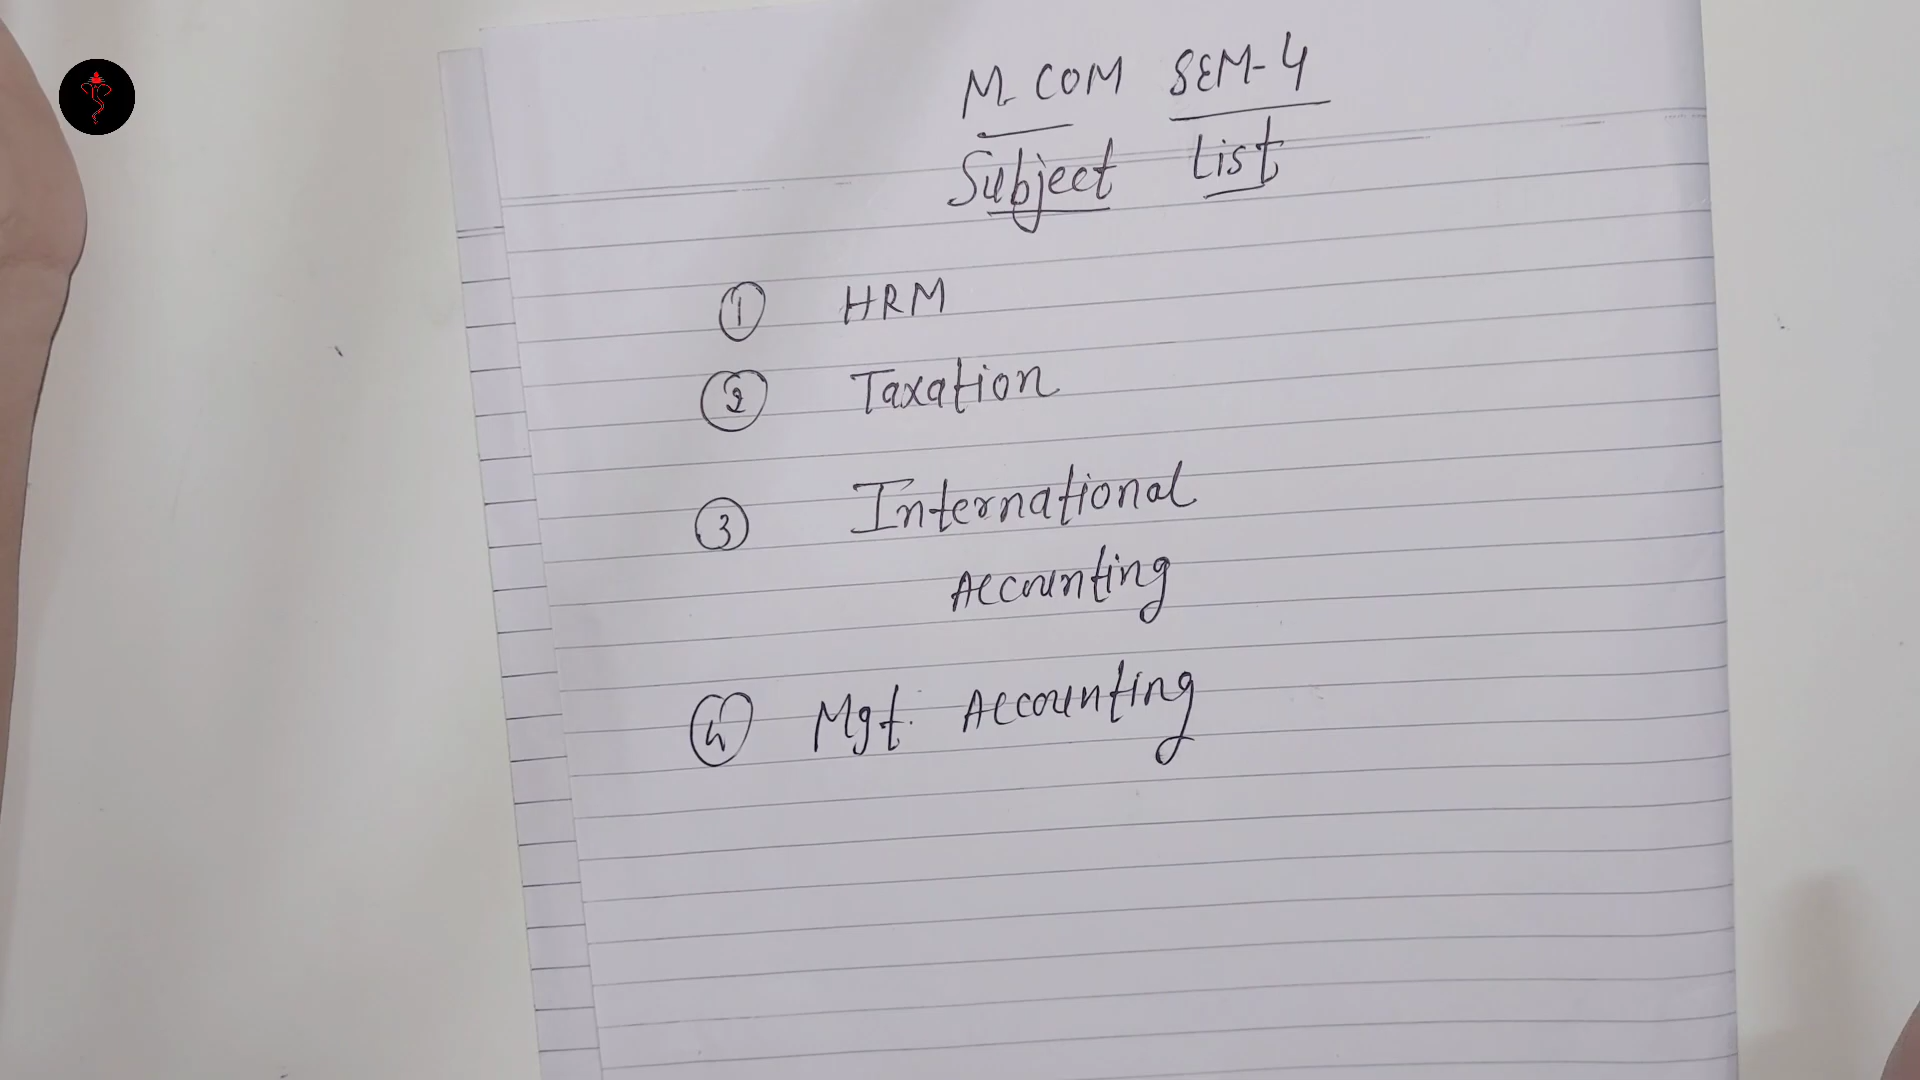 M.COM SEM-4
Subject List
1 HRM
2 Taxation
3 International
Accounting
4 Mgt. Accounting